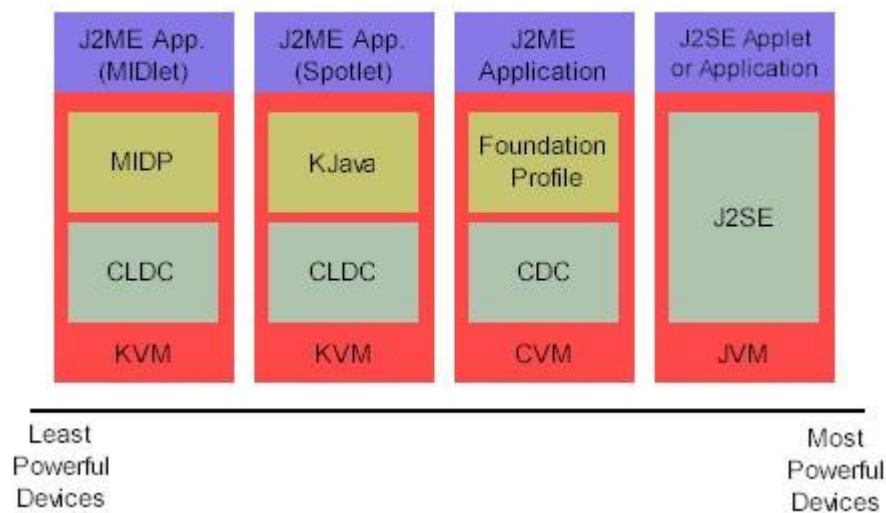 J2ME App.
(MIDlet)
MIDP
CLDC
KVM
J2ME App.
(Spotlet)
KJava
CLDC
KVM
J2ME
Application
Foundation
Profile
CDC
CVM
J2SE Applet
or Application
J2SE
JVM
Least
Powerful
Devices
Most
Powerful
Devices